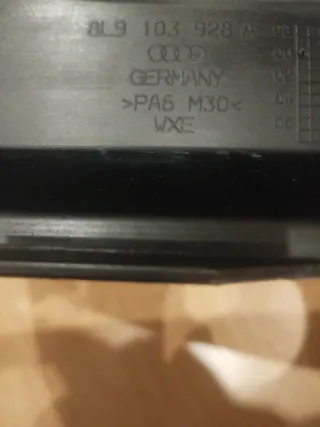 8L9 103 928 A
GERMANY
>PA6 M30<
WXE